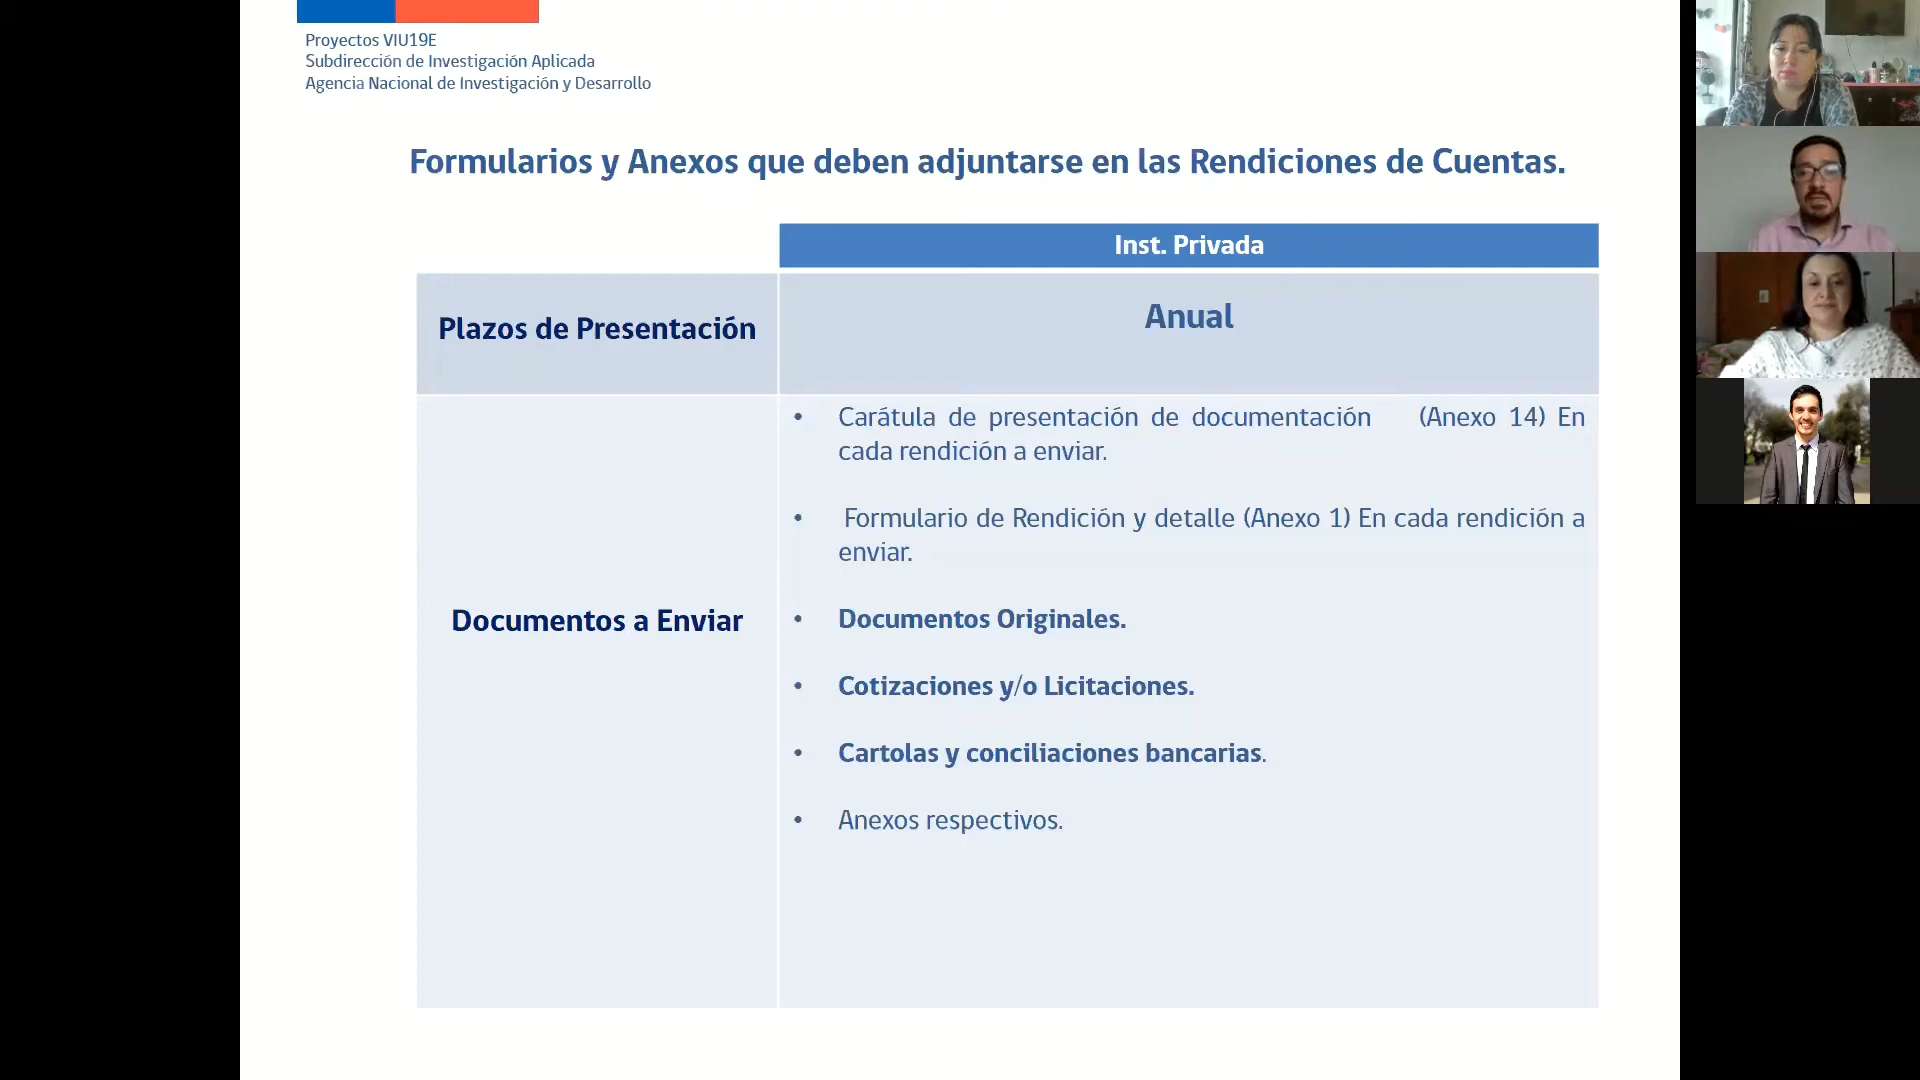 Proyectos VIU19E
Subdirección de Investigación Aplicada
Agencia Nacional de Investigación y Desarrollo
Formularios y Anexos que deben adjuntarse en las Rendiciones de Cuentas.
Inst. Privada
Plazos de Presentación
Anual
Documentos a Enviar
• Carátula de presentación de documentación (Anexo 14) En
cada rendición a enviar.
• Formulario de Rendición y detalle (Anexo 1) En cada rendición a
enviar.
• Documentos Originales.
• Cotizaciones y/o Licitaciones.
• Cartolas y conciliaciones bancarias.
• Anexos respectivos.